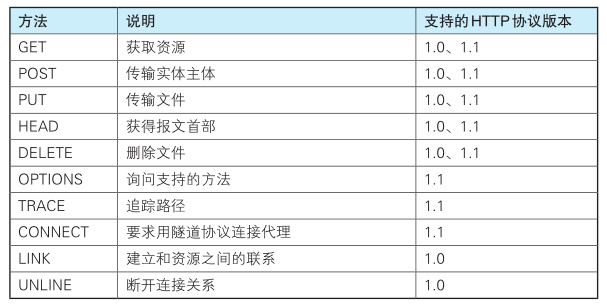 方法 说明 支持的HTTP协议版本
GET 获取资源 1.0、1.1
POST 传输实体主体 1.0、1.1
PUT 传输文件 1.0、1.1
HEAD 获得报文首部 1.0、1.1
DELETE 删除文件 1.0、1.1
OPTIONS 询问支持的方法 1.1
TRACE 追踪路径 1.1
CONNECT 要求用隧道协议连接代理 1.1
LINK 建立和资源之间的联系 1.0
UNLINE 断开连接关系 1.0